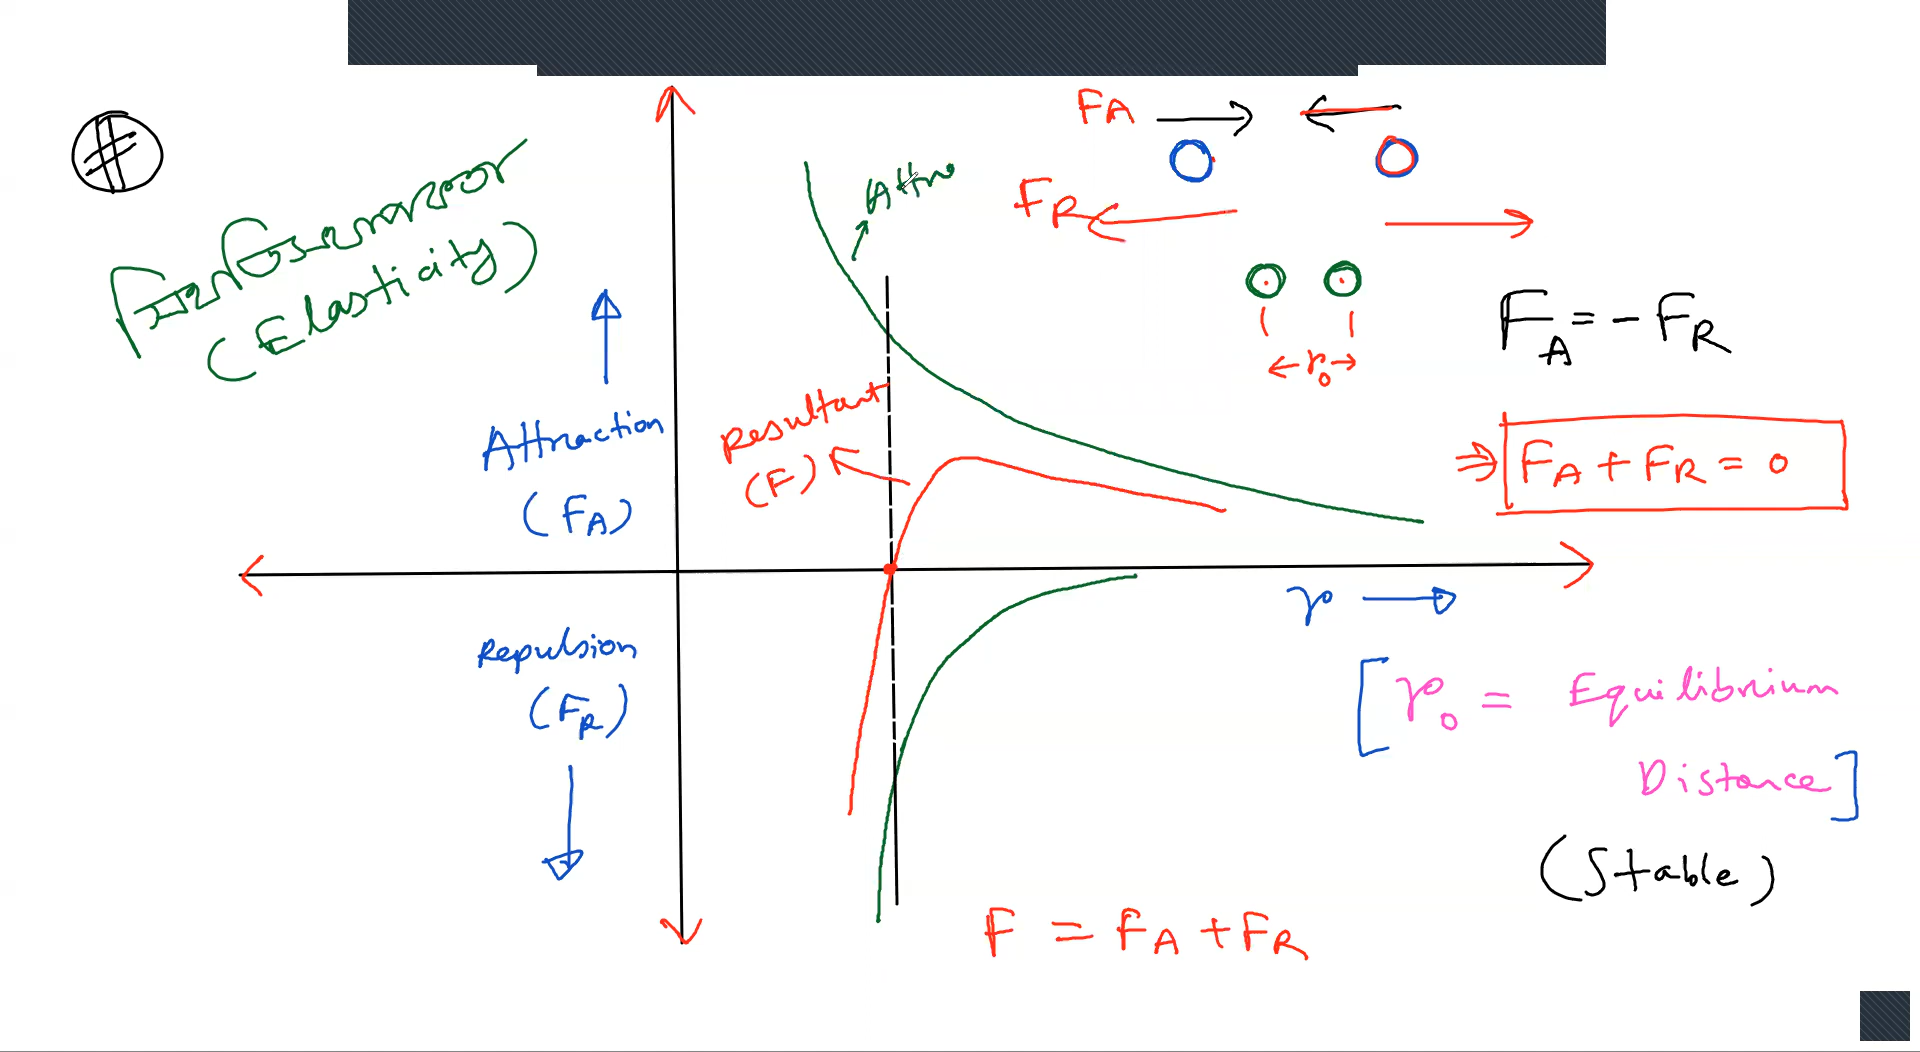 #
(Elasticity)
Attraction
(FA)
Repulsion
(FR)
Attra
Resultant
(F)
FA
FR
r₀
FA = - FR
⇒ FA + FR = 0
r →
[r₀ = Equilibrium
Distance]
(Stable)
F = FA + FR